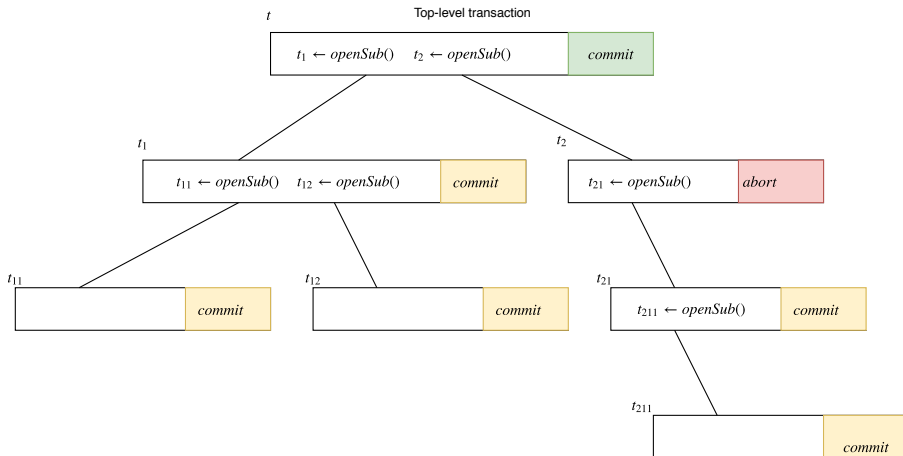 t Top-level transaction
t₁ ← openSub() t₂ ← openSub() commit
t₁ t₂
t₁₁ ← openSub() t₁₂ ← openSub() commit t₂₁ ← openSub() abort
t₁₁ t₁₂ t₂₁
commit commit t₂₁₁ ← openSub() commit
t₂₁₁
commit